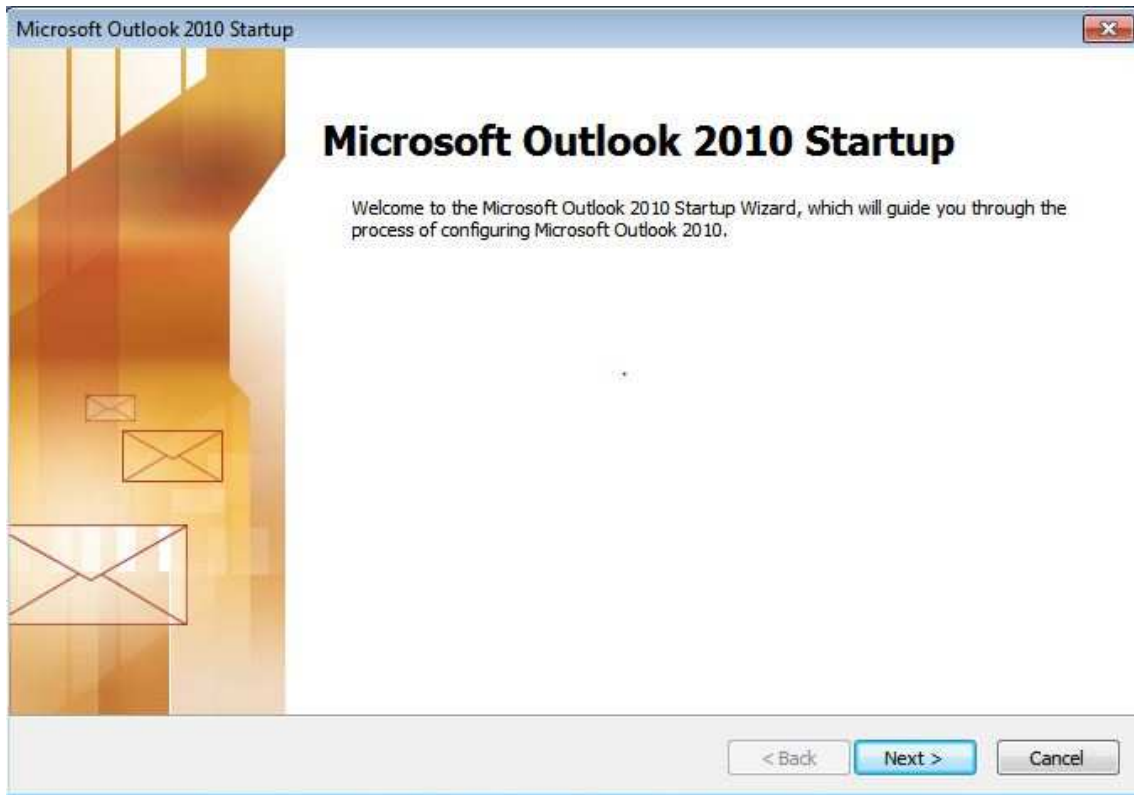 Microsoft Outlook 2010 Startup
Microsoft Outlook 2010 Startup
Welcome to the Microsoft Outlook 2010 Startup Wizard, which will guide you through the
process of configuring Microsoft Outlook 2010.
< Back Next > Cancel